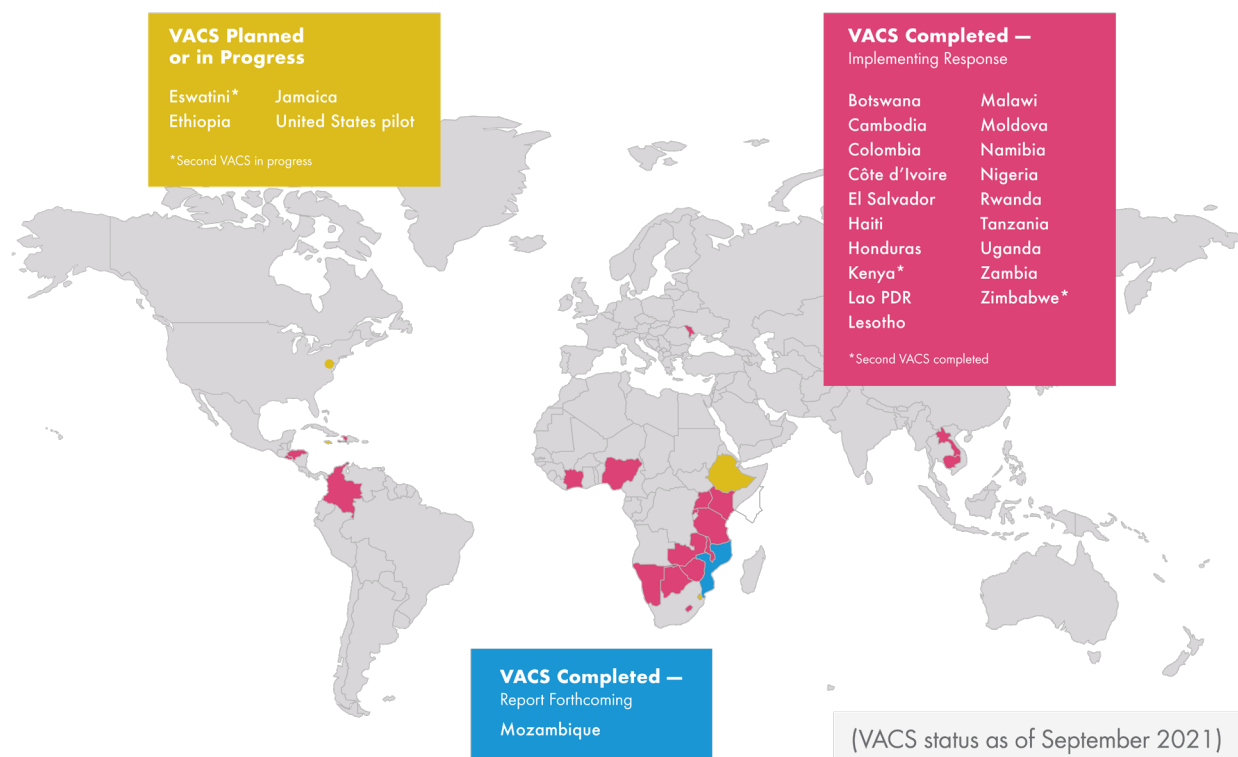 VACS Planned
or in Progress
Eswatini* Jamaica
Ethiopia United States pilot
*Second VACS in progress
VACS Completed —
Implementing Response
Botswana Malawi
Cambodia Moldova
Colombia Namibia
Côte d’Ivoire Nigeria
El Salvador Rwanda
Haiti Tanzania
Honduras Uganda
Kenya* Zambia
Lao PDR Zimbabwe*
Lesotho
*Second VACS completed
VACS Completed —
Report Forthcoming
Mozambique
(VACS status as of September 2021)